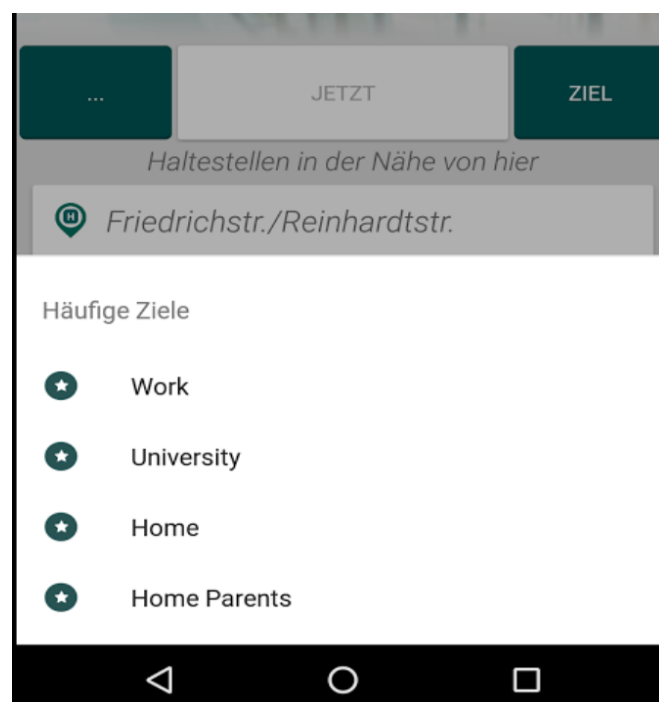 ... JETZT ZIEL
Haltestellen in der Nähe von hier
H Friedrichstr./Reinhardtstr.
Häufige Ziele
Work
University
Home
Home Parents